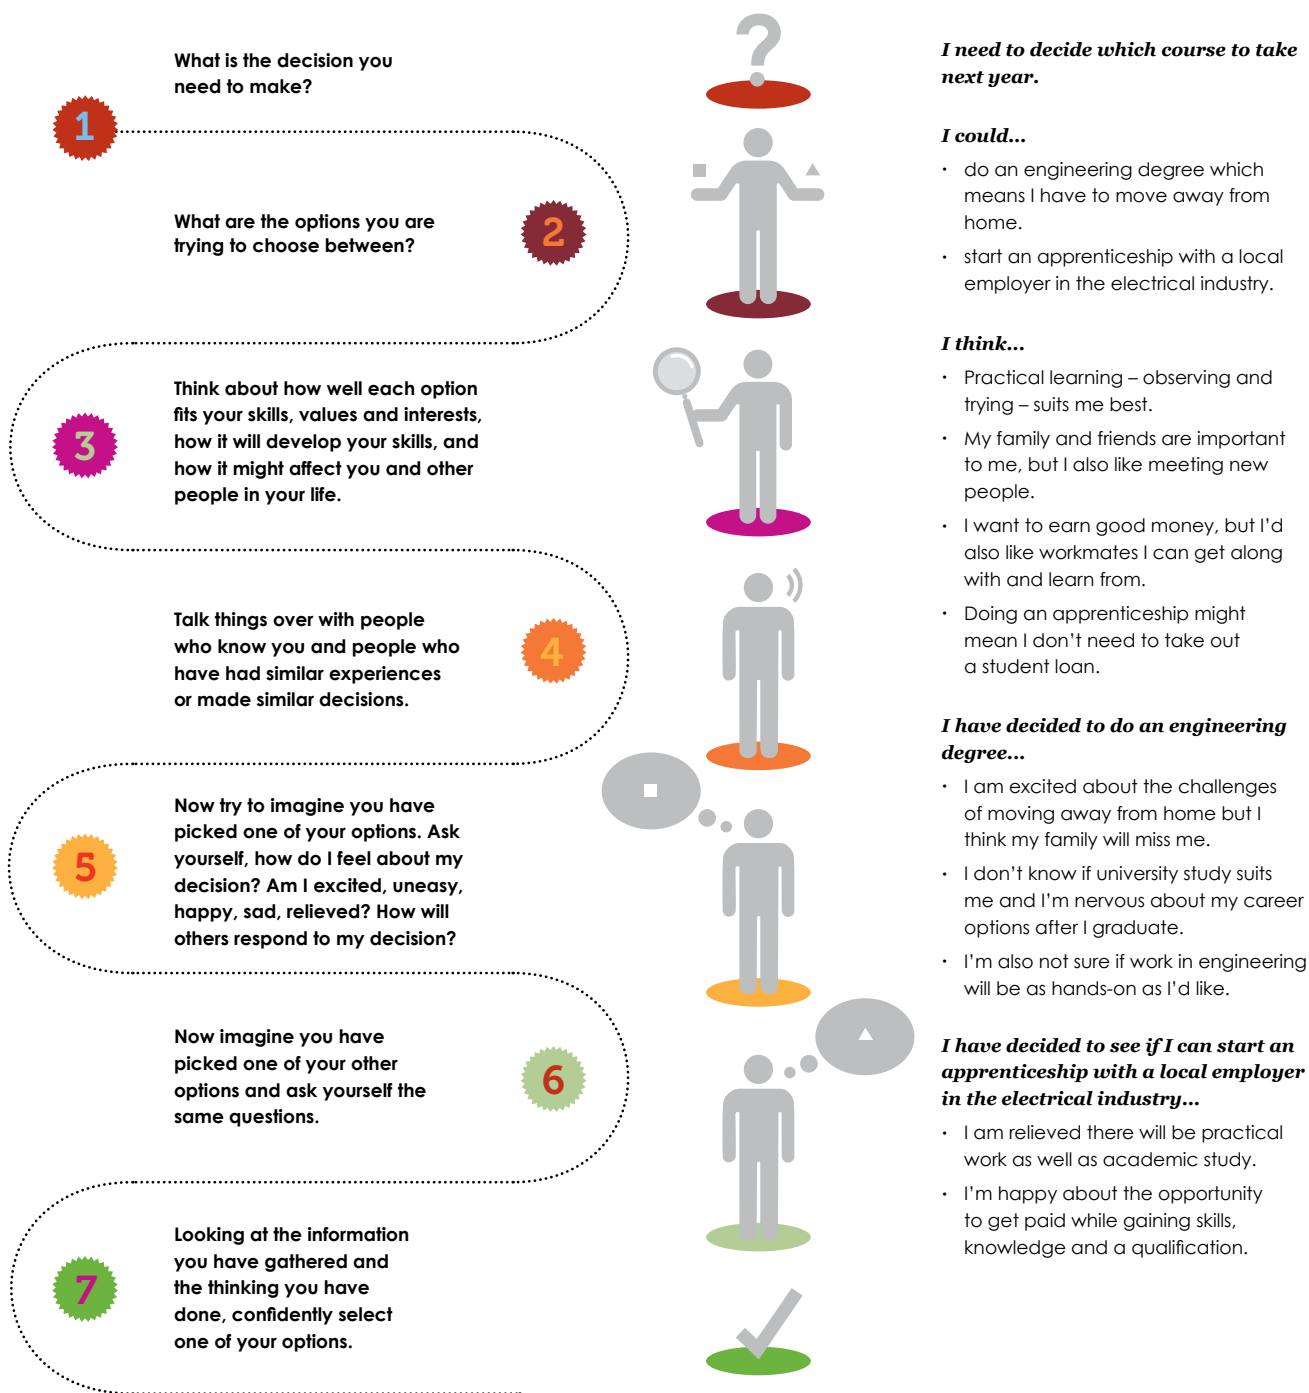 What is the decision you
need to make?
1
What are the options you are
trying to choose between?
2
Think about how well each option
fits your skills, values and interests,
how it will develop your skills, and
how it might affect you and other
people in your life.
3
Talk things over with people
who know you and people who
have had similar experiences
or made similar decisions.
4
Now try to imagine you have
picked one of your options. Ask
yourself, how do I feel about my
decision? Am I excited, uneasy,
happy, sad, relieved? How will
others respond to my decision?
5
Now imagine you have
picked one of your other
options and ask yourself the
same questions.
6
Looking at the information
you have gathered and
the thinking you have
done, confidently select
one of your options.
7
?
I need to decide which course to take
next year.
I could...
· do an engineering degree which
means I have to move away from
home.
· start an apprenticeship with a local
employer in the electrical industry.
I think...
· Practical learning – observing and
trying – suits me best.
· My family and friends are important
to me, but I also like meeting new
people.
· I want to earn good money, but I'd
also like workmates I can get along
with and learn from.
· Doing an apprenticeship might
mean I don't need to take out
a student loan.
I have decided to do an engineering
degree...
· I am excited about the challenges
of moving away from home but I
think my family will miss me.
· I don't know if university study suits
me and I'm nervous about my career
options after I graduate.
· I'm also not sure if work in engineering
will be as hands-on as I'd like.
I have decided to see if I can start an
apprenticeship with a local employer
in the electrical industry...
· I am relieved there will be practical
work as well as academic study.
· I'm happy about the opportunity
to get paid while gaining skills,
knowledge and a qualification.